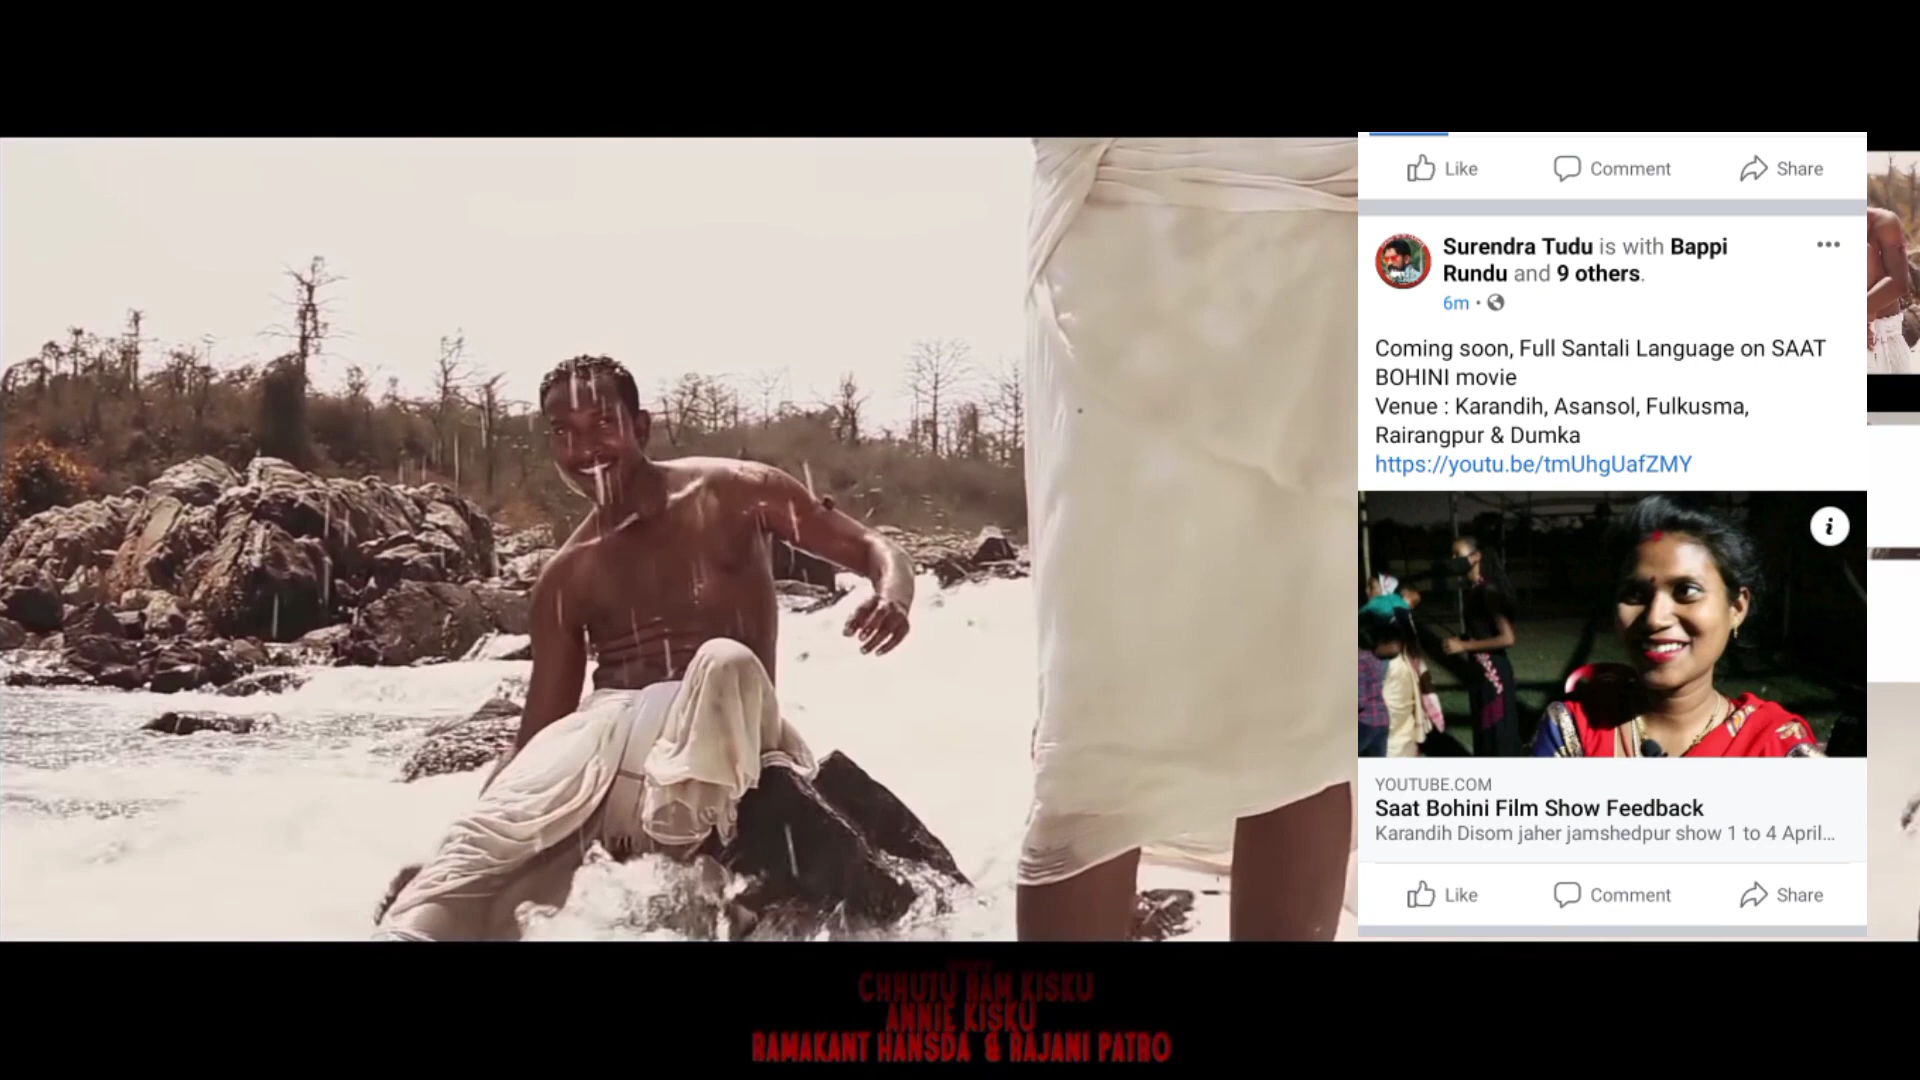 Like Comment Share
Surendra Tudu is with Bappi
Rundu and 9 others.
6m
Coming soon, Full Santali Language on SAAT
BOHINI movie
Venue : Karandih, Asansol, Fulkusma,
Rairangpur & Dumka
https://youtu.be/tmUhgUafZMY
YOUTUBE.COM
Saat Bohini Film Show Feedback
Karandih Disom jaher jamshedpur show 1 to 4 April...
Like Comment Share
CHHUTU RAM KISKU
ANNIE KISKU
RAMAKANT HANSDA & RAJANI PATRO